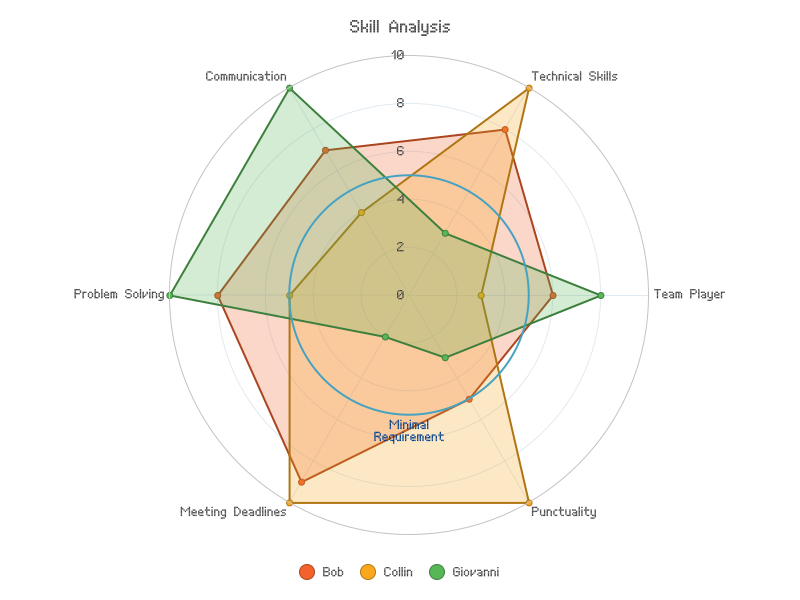 Skill Analysis
10
Communication
Technical Skills
8
6
4
2
Problem Solving
0
Team Player
Minimal
Requirement
Meeting Deadlines
Punctuality
Bob
Collin
Giovanni